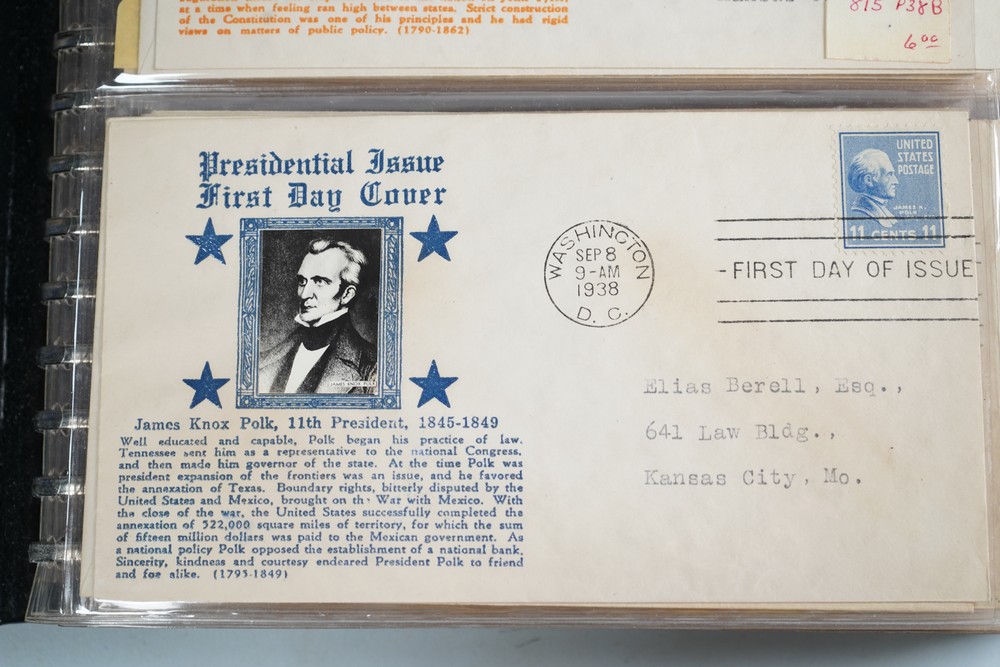 at a time when feeling ran high between states. Strict construction
of the Constitution was one of his principles and he had rigid
views on matters of public policy. (1790-1862)
815 P38B
6.00
Presidential Issue
First Day Cover
JAMES KNOX POLK
James Knox Polk, 11th President, 1845-1849
Well educated and capable, Polk began his practice of law.
Tennessee sent him as a representative to the national Congress,
and then made him governor of the state. At the time Polk was
president expansion of the frontiers was an issue, and he favored
the annexation of Texas. Boundary rights, bitterly disputed by the
United States and Mexico, brought on the War with Mexico. With
the close of the war, the United States successfully completed the
annexation of 522,000 square miles of territory, for which the sum
of fifteen million dollars was paid to the Mexican government. As
a national policy Polk opposed the establishment of a national bank.
Sincerity, kindness and courtesy endeared President Polk to friend
and foe alike. (1795-1849)
WASHINGTON
SEP 8
9-AM
1938
D. C.
UNITED
STATES
POSTAGE
JAMES K.
POLK
11 CENTS 11
FIRST DAY OF ISSUE
Elias Berell, Esq.,
641 Law Bldg.,
Kansas City, Mo.